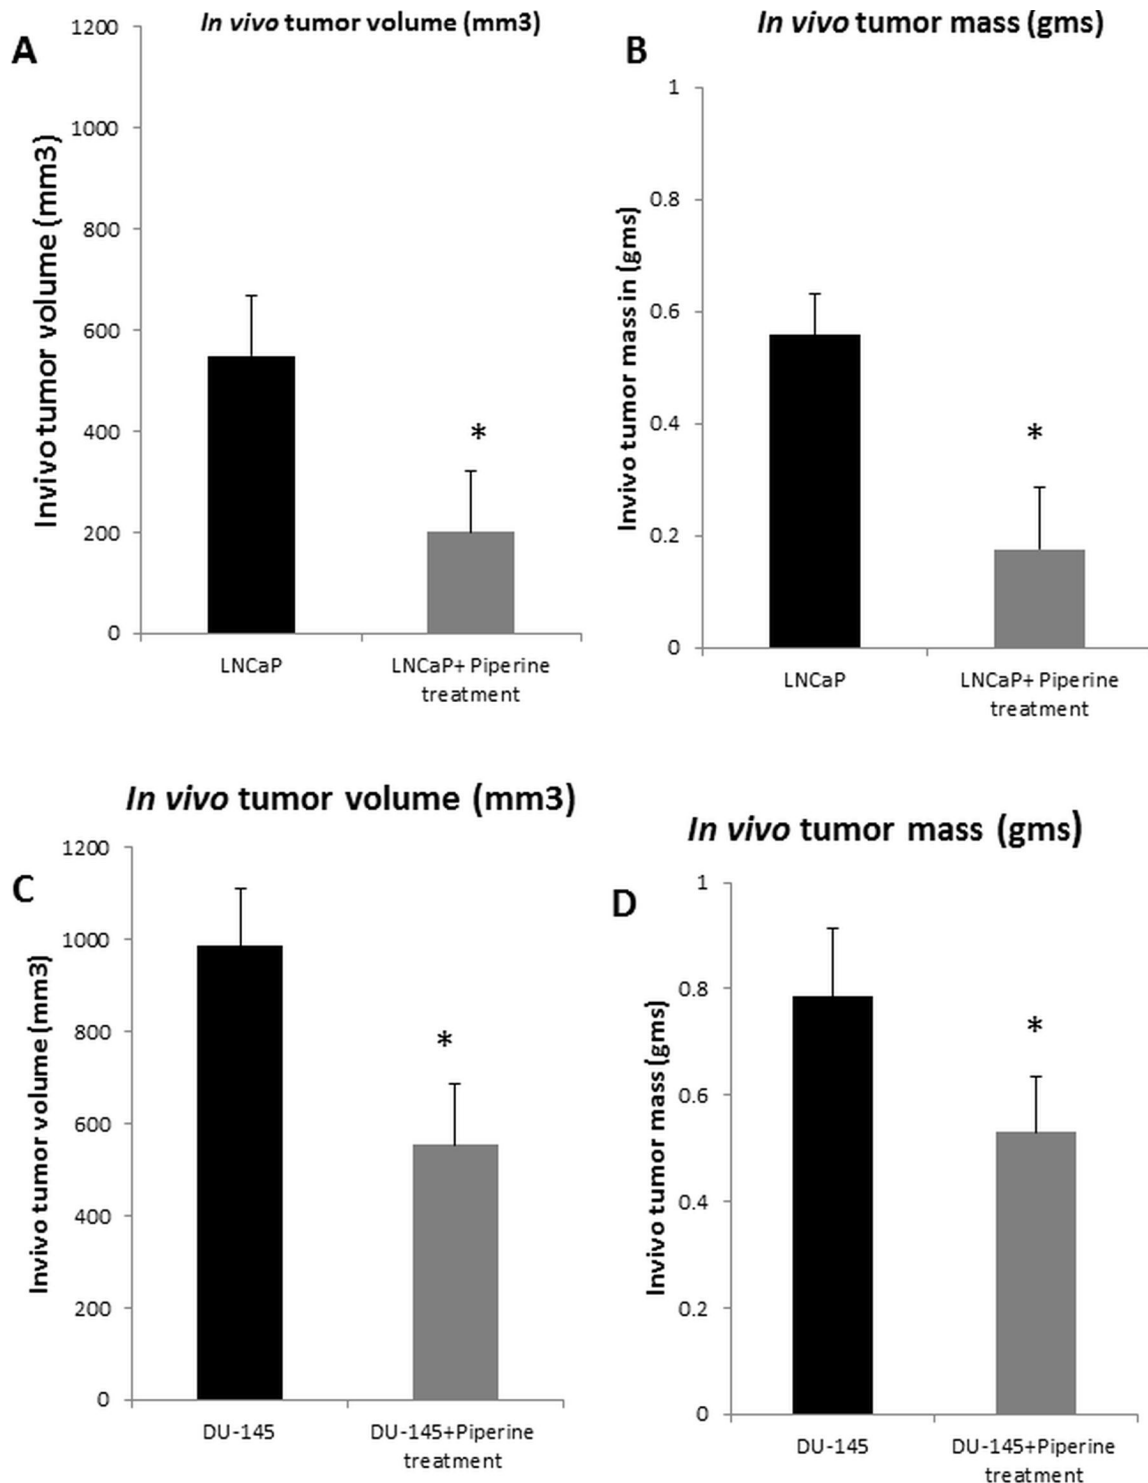 A
In vivo tumor volume (mm3)
Invivo tumor volume (mm3)
1200
1000
800
600
400
200
0
*
LNCaP
LNCaP+ Piperine
treatment
B
In vivo tumor mass (gms)
Invivo tumor mass in (gms)
1
0.8
0.6
0.4
0.2
0
*
LNCaP
LNCaP+ Piperine
treatment
In vivo tumor volume (mm3)
C
Invivo tumor volume (mm3)
1200
1000
800
600
400
200
0
*
DU-145
DU-145+Piperine
treatment
In vivo tumor mass (gms)
D
Invivo tumor mass (gms)
1
0.8
0.6
0.4
0.2
0
*
DU-145
DU-145+Piperine
treatment